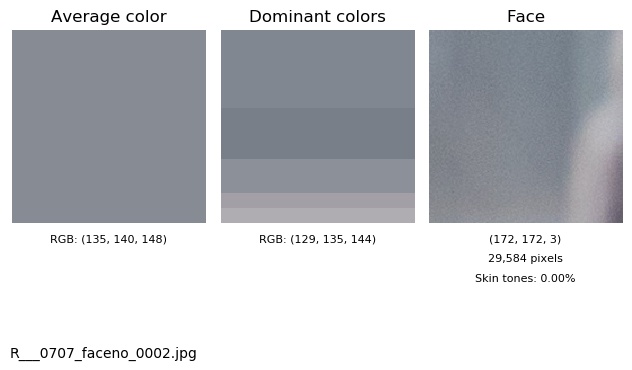 Average color
Dominant colors
Face
RGB: (135, 140, 148)
RGB: (129, 135, 144)
(172, 172, 3)
29,584 pixels
Skin tones: 0.00%
R___0707_faceno_0002.jpg